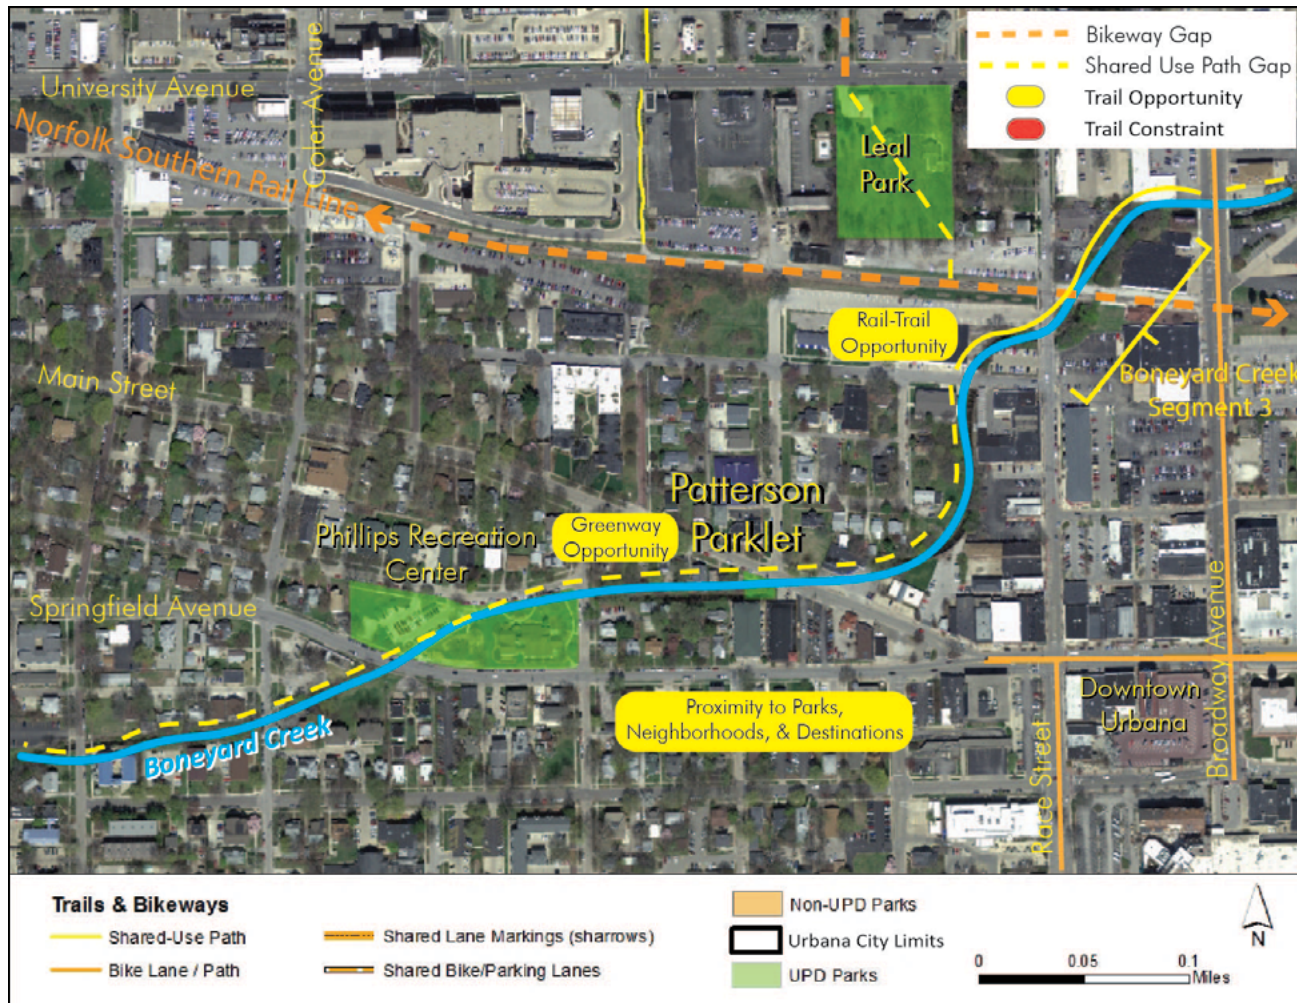 Bikeway Gap
Shared Use Path Gap
Trail Opportunity
Trail Constraint
University Avenue
Coler Avenue
Norfolk Southern Rail Line
Leal
Park
Rail-Trail
Opportunity
Main Street
Boneyard Creek
Segment 3
Patterson
Parklet
Greenway
Opportunity
Phillips Recreation
Center
Springfield Avenue
Boneyard Creek
Proximity to Parks,
Neighborhoods, & Destinations
Downtown
Urbana
Race Street
Broadway Avenue
Trails & Bikeways
Shared-Use Path
Bike Lane / Path
Shared Lane Markings (sharrows)
Shared Bike/Parking Lanes
Non-UPD Parks
Urbana City Limits
UPD Parks
N
0 0.05 0.1
Miles